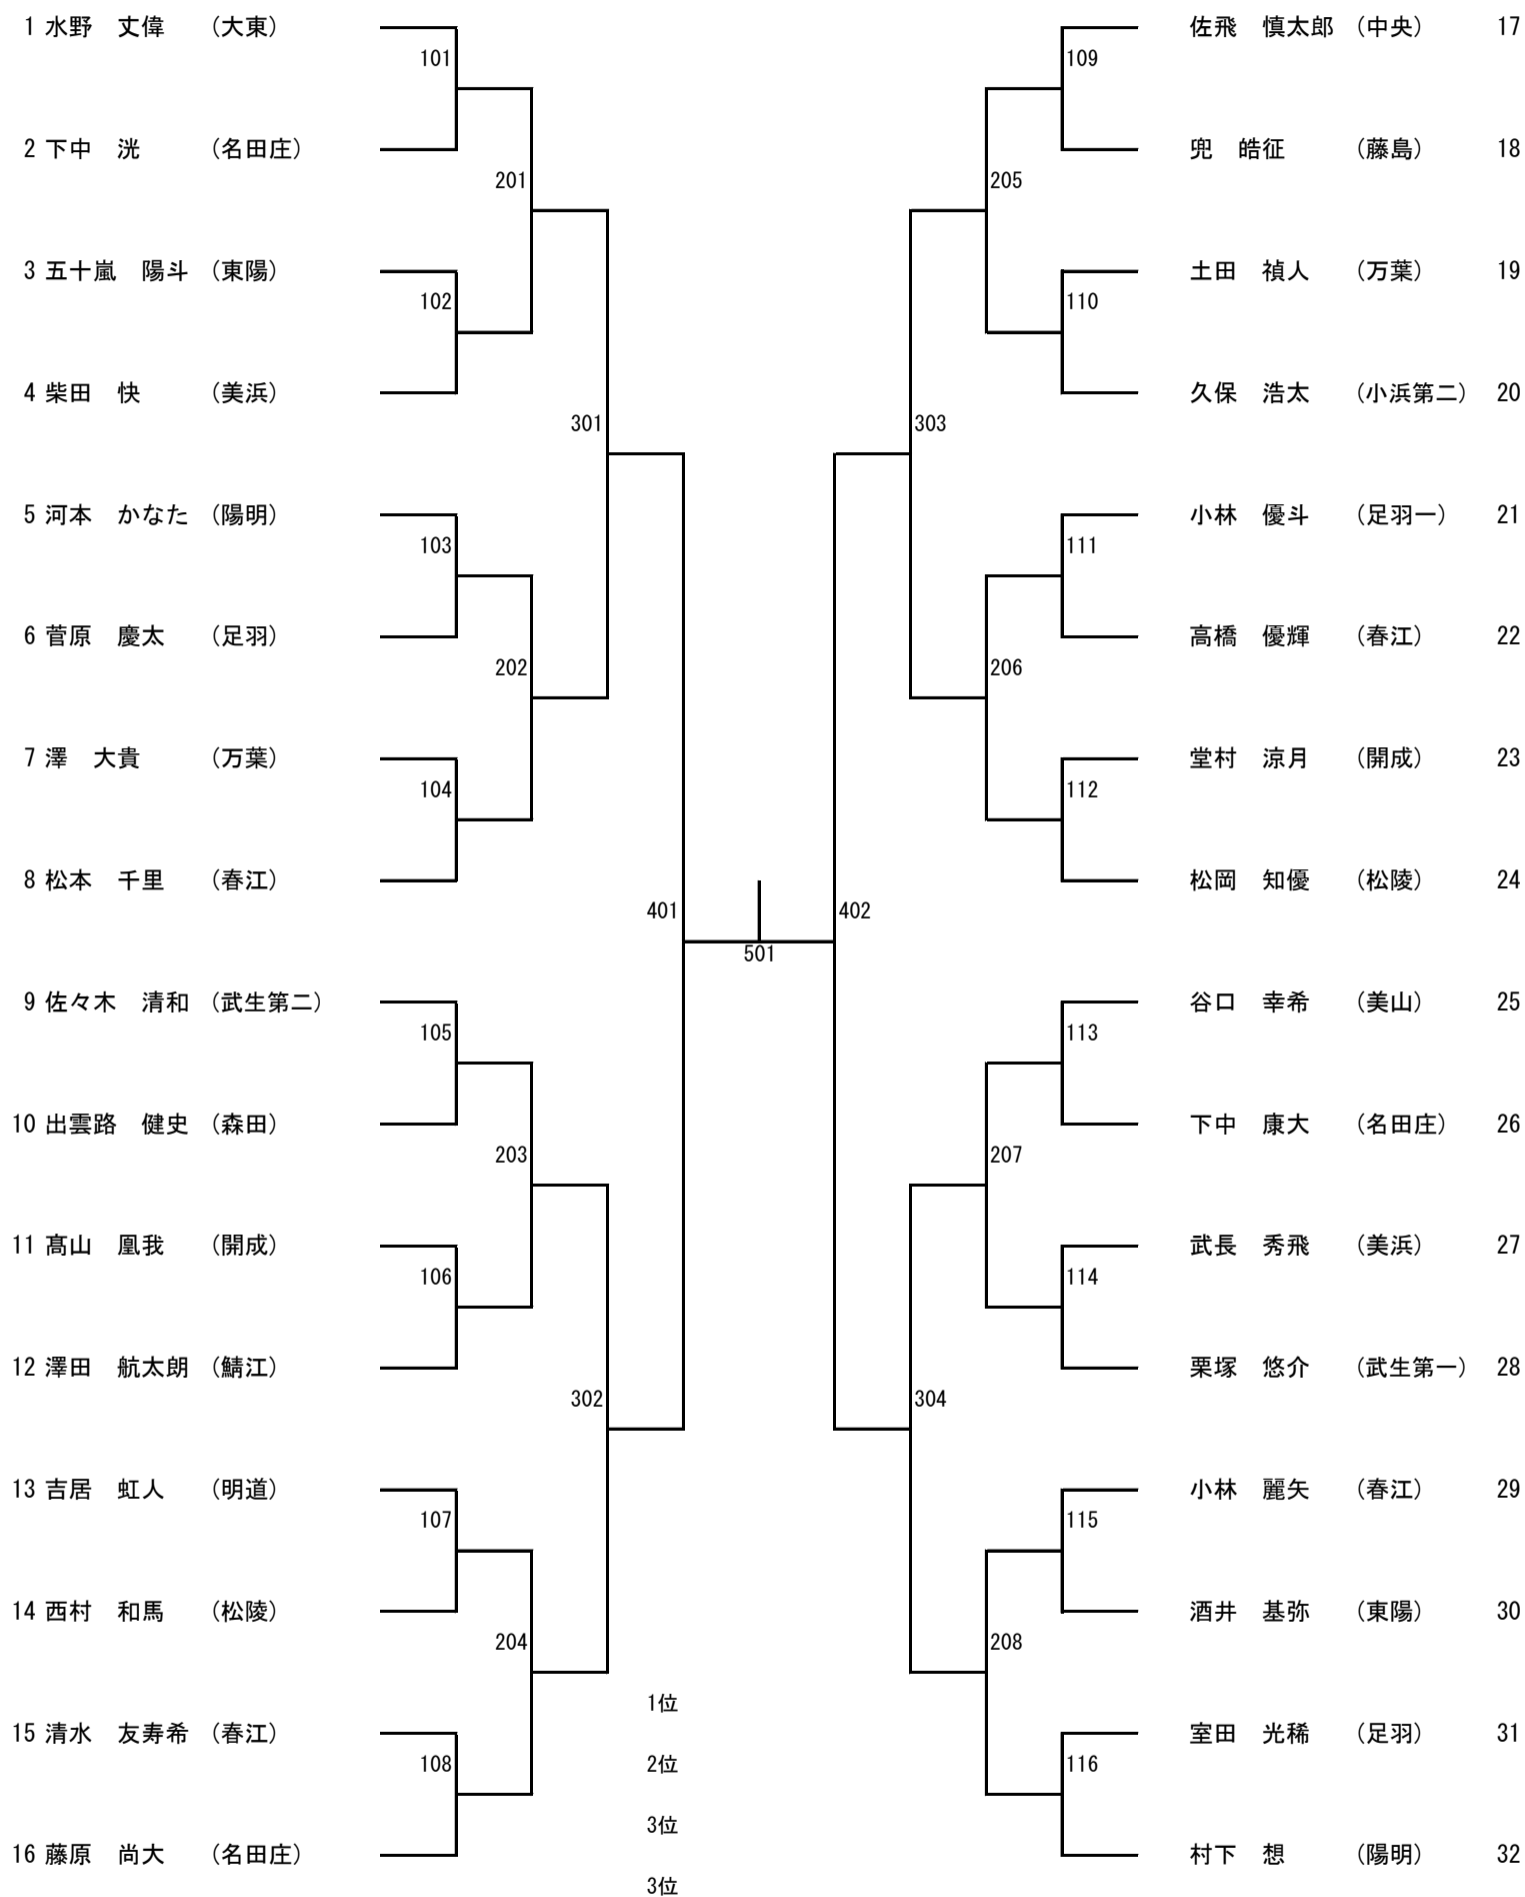 1 水野　丈偉　（大東）
101
2 下中　洸　（名田庄）
201
3 五十嵐　陽斗　（東陽）
102
4 柴田　快　（美浜）
301
5 河本　かなた　（陽明）
103
6 菅原　慶太　（足羽）
202
7 澤　大貴　（万葉）
104
8 松本　千里　（春江）
401
9 佐々木　清和　（武生第二）
105
10 出雲路　健史　（森田）
203
11 髙山　凰我　（開成）
106
12 澤田　航太朗　（鯖江）
302
13 吉居　虹人　（明道）
107
14 西村　和馬　（松陵）
204
15 清水　友寿希　（春江）
108
16 藤原　尚大　（名田庄）
501
1位
2位
3位
3位
佐飛　慎太郎　（中央）　17
109
兜　皓征　（藤島）　18
205
土田　禎人　（万葉）　19
110
久保　浩太　（小浜第二）　20
303
小林　優斗　（足羽一）　21
111
高橋　優輝　（春江）　22
206
堂村　涼月　（開成）　23
112
松岡　知優　（松陵）　24
402
谷口　幸希　（美山）　25
113
下中　康大　（名田庄）　26
207
武長　秀飛　（美浜）　27
114
栗塚　悠介　（武生第一）　28
304
小林　麗矢　（春江）　29
115
酒井　基弥　（東陽）　30
208
室田　光稀　（足羽）　31
116
村下　想　（陽明）　32